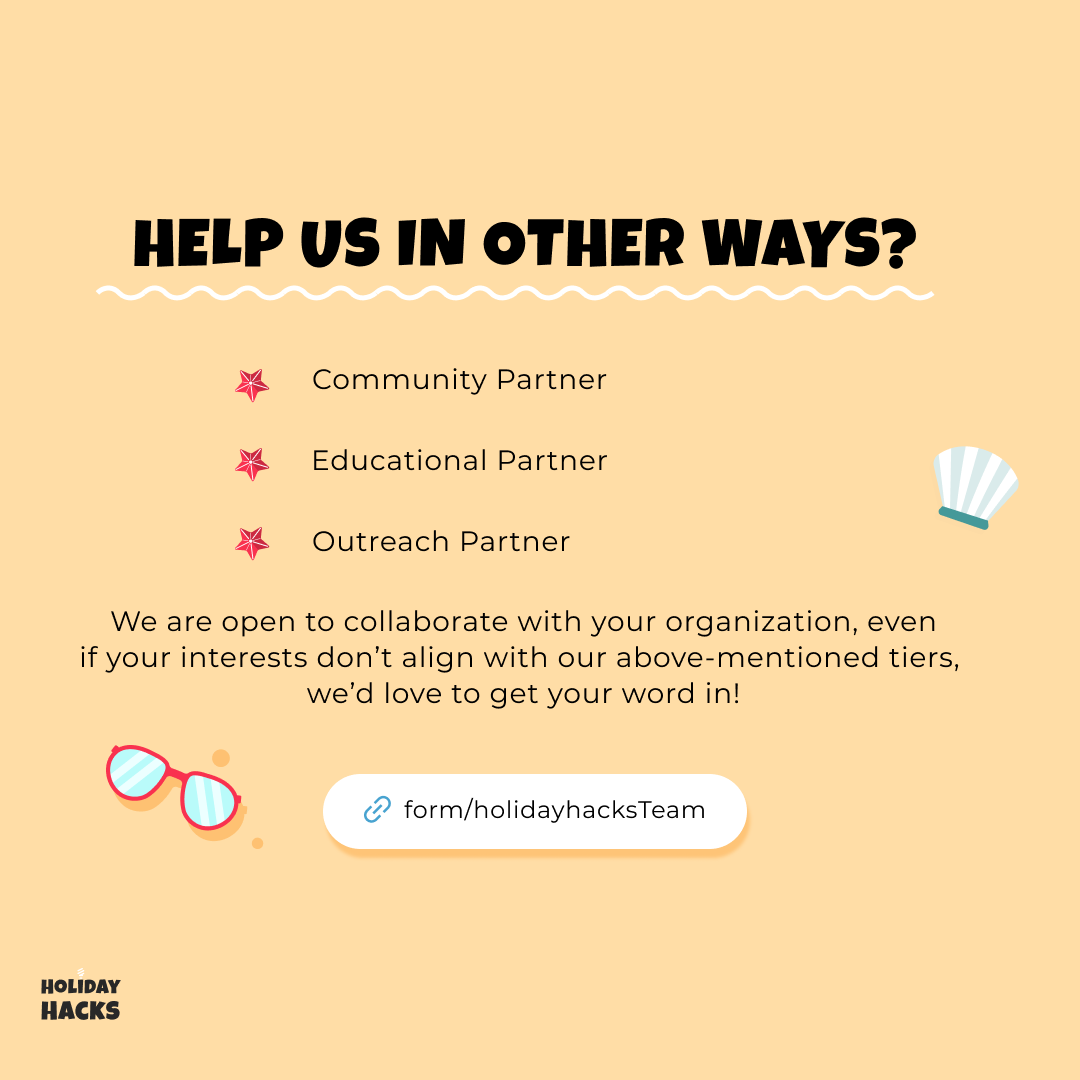 HELP US IN OTHER WAYS?
Community Partner
Educational Partner
Outreach Partner
We are open to collaborate with your organization, even
if your interests don’t align with our above-mentioned tiers,
we’d love to get your word in!
form/holidayhacksTeam
HOLIDAY
HACKS